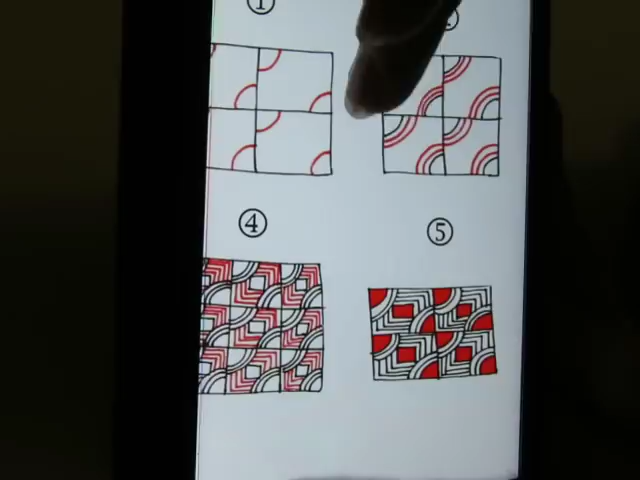 ①
④
⑤